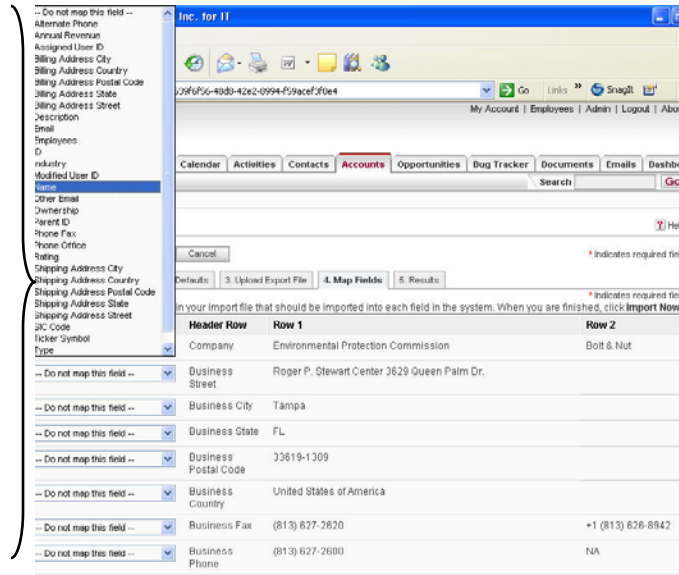 -- Do not map this field --
Alternate Phone
Annual Revenue
Assigned User ID
Billing Address City
Billing Address Country
Billing Address Postal Code
Billing Address State
Billing Address Street
Description
Email
Employees
ID
Industry
Modified User ID
Name
Other Email
Ownership
Parent ID
Phone Fax
Phone Office
Rating
Shipping Address City
Shipping Address Country
Shipping Address Postal Code
Shipping Address State
Shipping Address Street
SIC Code
Ticker Symbol
Type
Inc. for IT
Go Links » SnagIt
My Account | Employees | Admin | Logout | Abou
Calendar Activities Contacts Accounts Opportunities Bug Tracker Documents Emails Dashbo
Search Go
? Hel
Cancel * Indicates required fiel
Defaults 3. Upload Export File 4. Map Fields 5. Results
* Indicates required fiel
in your import file that should be imported into each field in the system. When you are finished, click Import Now
Header Row Row 1 Row 2
Company Environmental Protection Commission Bolt & Nut
-- Do not map this field -- Business Street Roger P. Stewart Center 3629 Queen Palm Dr.
-- Do not map this field -- Business City Tampa
-- Do not map this field -- Business State FL
-- Do not map this field -- Business Postal Code 33619-1309
-- Do not map this field -- Business Country United States of America
-- Do not map this field -- Business Fax (813) 627-2620 +1 (813) 626-8942
-- Do not map this field -- Business Phone (813) 627-2600 NA